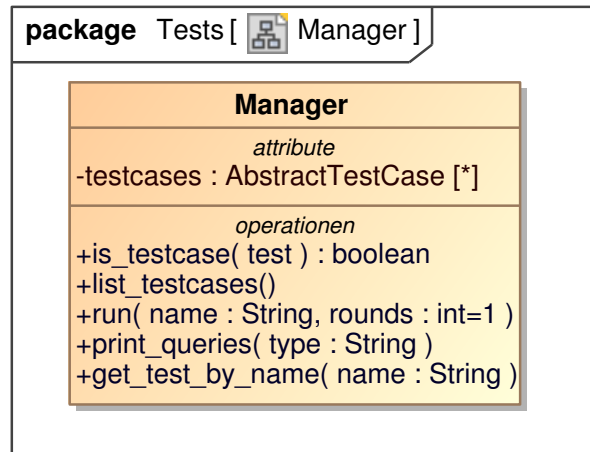 package Tests [ Manager ]
Manager
attribute
-testcases : AbstractTestCase [*]
operationen
+is_testcase( test ) : boolean
+list_testcases()
+run( name : String, rounds : int=1 )
+print_queries( type : String )
+get_test_by_name( name : String )